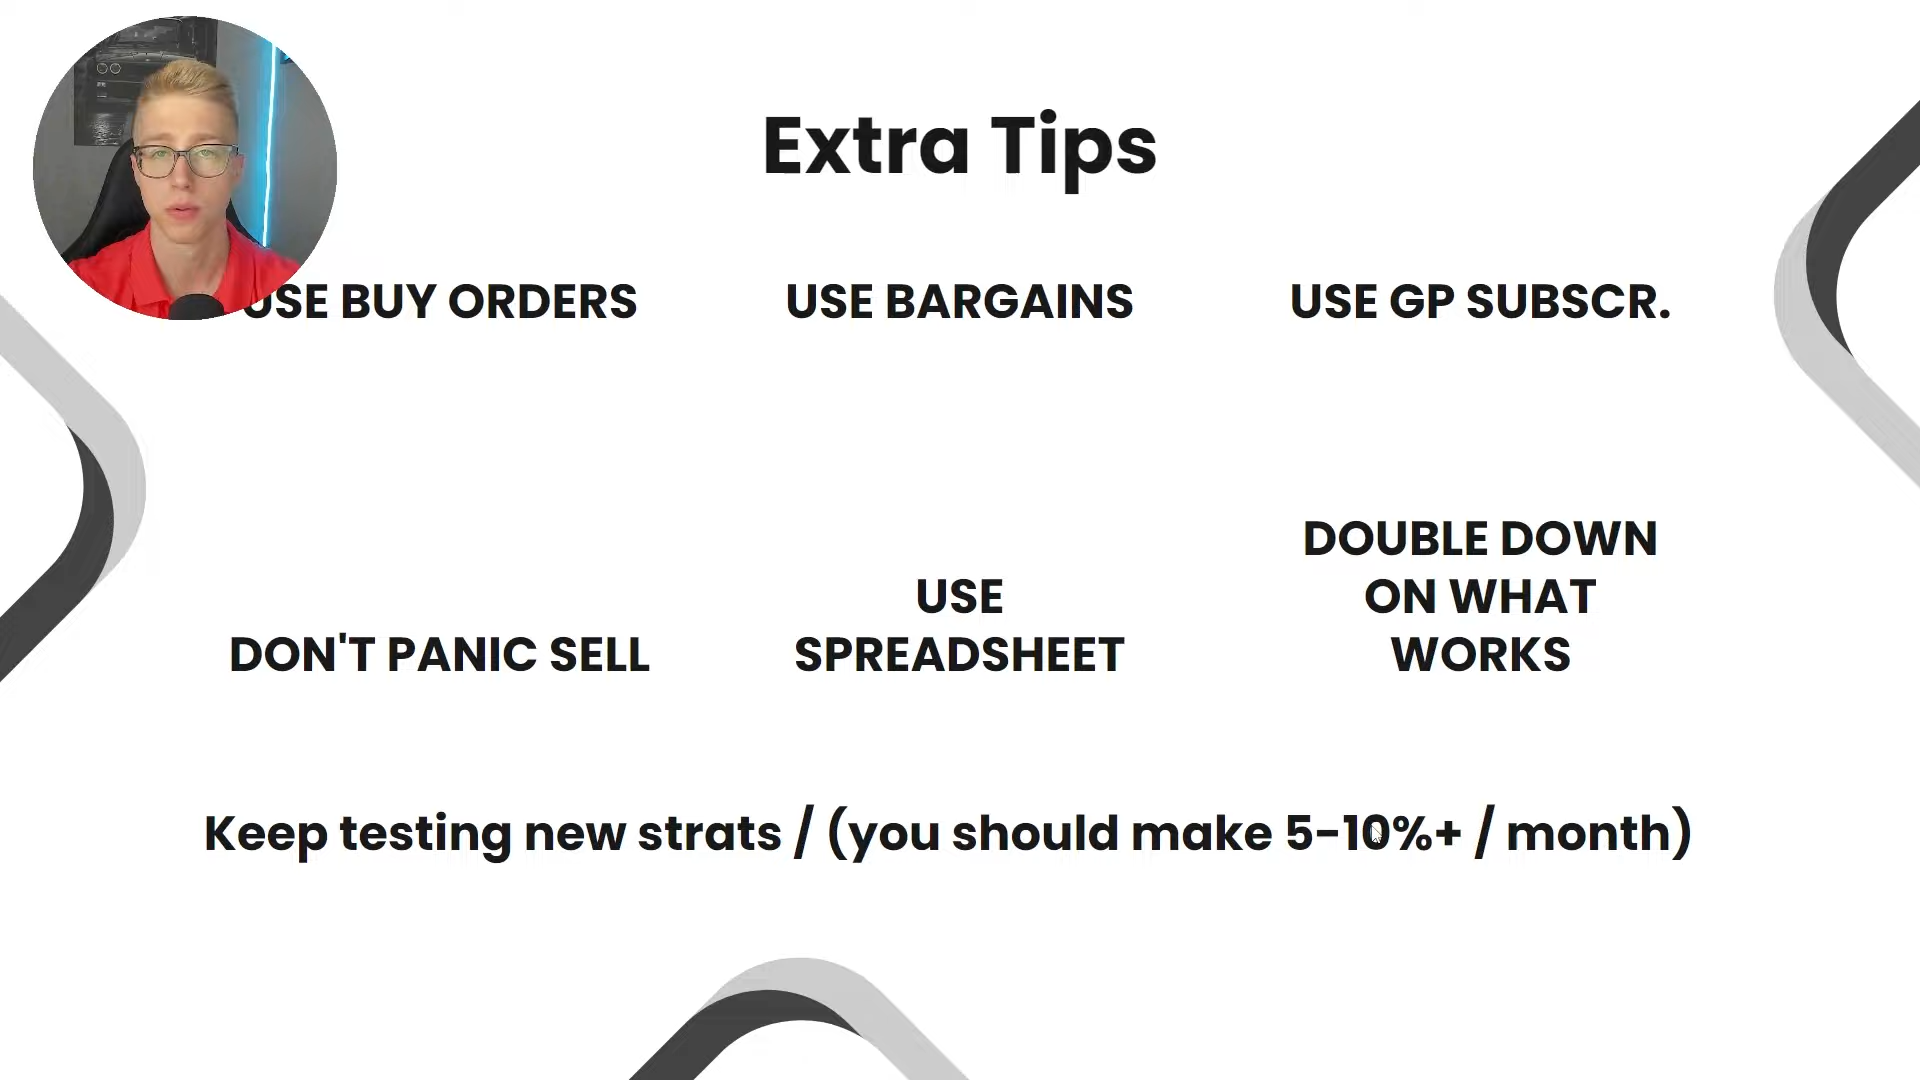 Extra Tips
USE BUY ORDERS
USE BARGAINS
USE GP SUBSCR.
DON'T PANIC SELL
USE
SPREADSHEET
DOUBLE DOWN
ON WHAT
WORKS
Keep testing new strats / (you should make 5-10%+ / month)